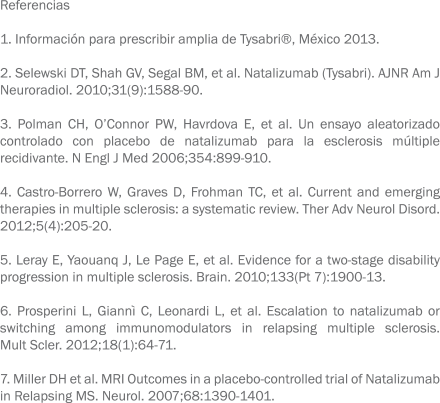 Referencias
1. Información para prescribir amplia de Tysabri®, México 2013.
2. Selewski DT, Shah GV, Segal BM, et al. Natalizumab (Tysabri). AJNR Am J
Neuroradiol. 2010;31(9):1588-90.
3. Polman CH, O’Connor PW, Havrdova E, et al. Un ensayo aleatorizado
controlado con placebo de natalizumab para la esclerosis múltiple
recidivante. N Engl J Med 2006;354:899-910.
4. Castro-Borrero W, Graves D, Frohman TC, et al. Current and emerging
therapies in multiple sclerosis: a systematic review. Ther Adv Neurol Disord.
2012;5(4):205-20.
5. Leray E, Yaouanq J, Le Page E, et al. Evidence for a two-stage disability
progression in multiple sclerosis. Brain. 2010;133(Pt 7):1900-13.
6. Prosperini L, Giannì C, Leonardi L, et al. Escalation to natalizumab or
switching among immunomodulators in relapsing multiple sclerosis.
Mult Scler. 2012;18(1):64-71.
7. Miller DH et al. MRI Outcomes in a placebo-controlled trial of Natalizumab
in Relapsing MS. Neurol. 2007;68:1390-1401.